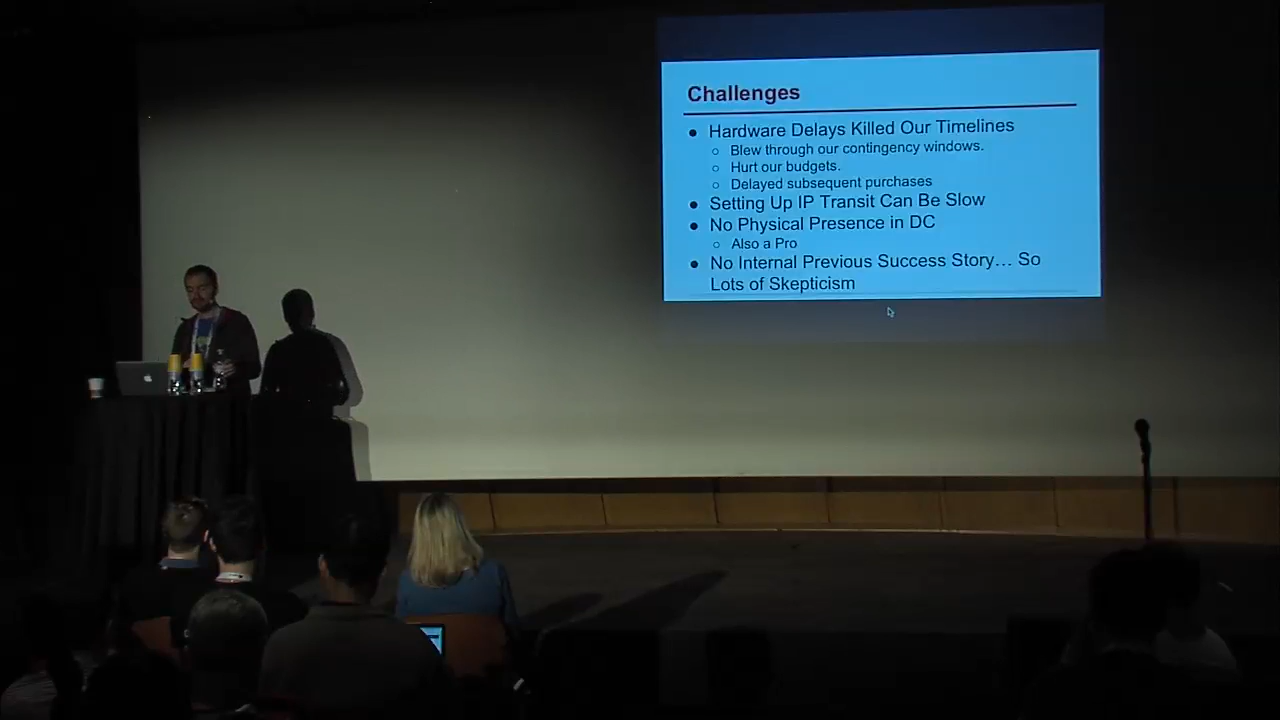 Challenges
Hardware Delays Killed Our Timelines
Blew through our contingency windows.
Hurt our budgets.
Delayed subsequent purchases
Setting Up IP Transit Can Be Slow
No Physical Presence in DC
Also a Pro
No Internal Previous Success Story… So
Lots of Skepticism